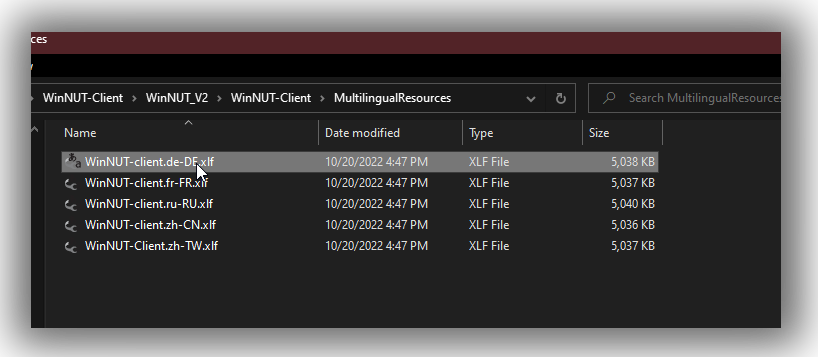 ces
WinNUT-Client > WinNUT_V2 > WinNUT-Client > MultilingualResources Search MultilingualResources
Name Date modified Type Size
WinNUT-client.de-DE.xlf 10/20/2022 4:47 PM XLF File 5,038 KB
WinNUT-client.fr-FR.xlf 10/20/2022 4:47 PM XLF File 5,037 KB
WinNUT-client.ru-RU.xlf 10/20/2022 4:47 PM XLF File 5,040 KB
WinNUT-client.zh-CN.xlf 10/20/2022 4:47 PM XLF File 5,036 KB
WinNUT-Client.zh-TW.xlf 10/20/2022 4:47 PM XLF File 5,037 KB